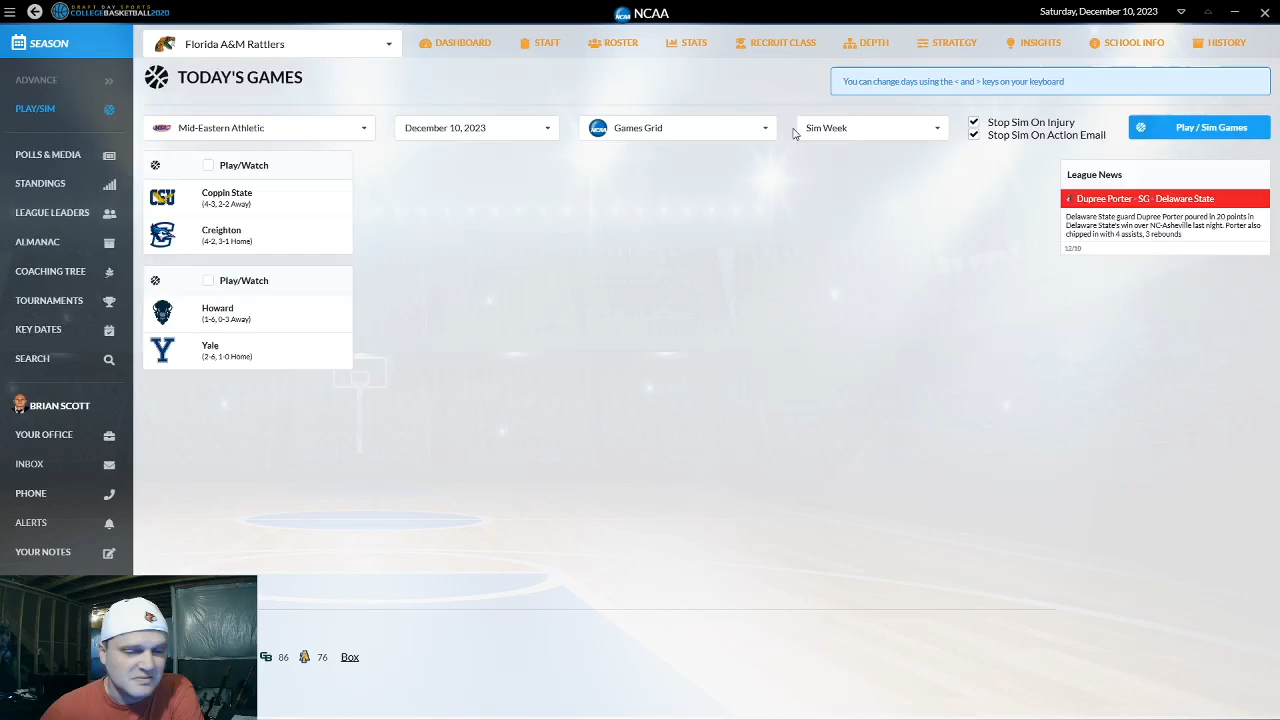 DRAFT DAY SPORTS
COLLEGE BASKETBALL 2020
NCAA
Saturday, December 10, 2023
SEASON
Florida A&M Rattlers
DASHBOARD
STAFF
ROSTER
STATS
RECRUIT CLASS
DEPTH
STRATEGY
INSIGHTS
SCHOOL INFO
HISTORY
ADVANCE
PLAY/SIM
POLLS & MEDIA
STANDINGS
LEAGUE LEADERS
ALMANAC
COACHING TREE
TOURNAMENTS
KEY DATES
SEARCH
BRIAN SCOTT
YOUR OFFICE
INBOX
PHONE
ALERTS
YOUR NOTES
TODAY'S GAMES
You can change days using the < and > keys on your keyboard
Mid-Eastern Athletic
December 10, 2023
Games Grid
Sim Week
Stop Sim On Injury
Stop Sim On Action Email
Play / Sim Games
Play/Watch
Coppin State
(4-3, 2-2 Away)
Creighton
(4-2, 3-1 Home)
Play/Watch
Howard
(1-6, 0-3 Away)
Yale
(2-6, 1-0 Home)
League News
Dupree Porter - SG - Delaware State
Delaware State guard Dupree Porter poured in 20 points in
Delaware State's win over NC-Asheville last night. Porter also
chipped in with 4 assists, 3 rebounds
12/10
86 76 Box